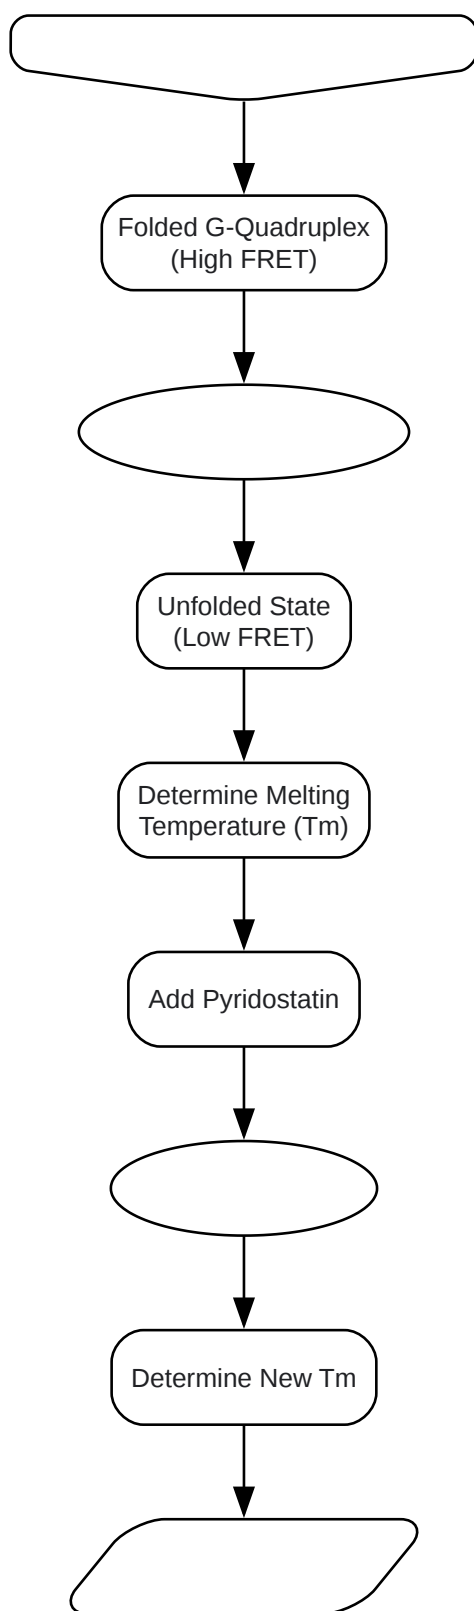 Folded G-Quadruplex
(High FRET)
Unfolded State
(Low FRET)
Determine Melting
Temperature (Tm)
Add Pyridostatin
Determine New Tm